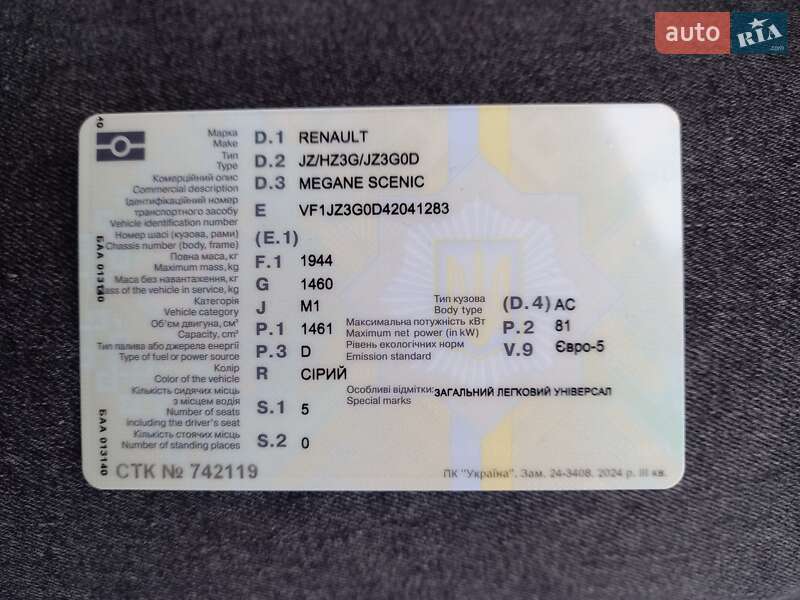 auto RIA.com
40
Марка D.1 RENAULT
Make
Тип D.2 JZ/HZ3G/JZ3G0D
Type
Комерційний опис D.3 MEGANE SCENIC
Commercial description
Ідентифікаційний номер
транспортного засобу E VF1JZ3G0D42041283
Vehicle identification number
Номер шасі (кузова, рами) (E.1)
Chassis number (body, frame)
Повна маса, кг F.1 1944
Maximum mass, kg
Маса без навантаження, кг G 1460
Mass of the vehicle in service, kg
Категорія J M1 Тип кузова (D.4) AC
Vehicle category Body type
Об'єм двигуна, см³ P.1 1461 Максимальна потужність кВт P.2 81
Capacity, cm³ Maximum net power (in kW)
Тип палива або джерела енергії P.3 D Рівень екологічних норм V.9 Євро-5
Type of fuel or power source Emission standard
Колір R СІРИЙ
Color of the vehicle
Кількість сидячих місць Особливі відмітки: ЗАГАЛЬНИЙ ЛЕГКОВИЙ УНІВЕРСАЛ
з місцем водія S.1 5 Special marks
Number of seats
including the driver's seat
Кількість стоячих місць S.2 0
Number of standing places
СТК № 742119
ПК "Україна". Зам. 24-3408. 2024 р. III кв.
БАА 013140
БАА 013140